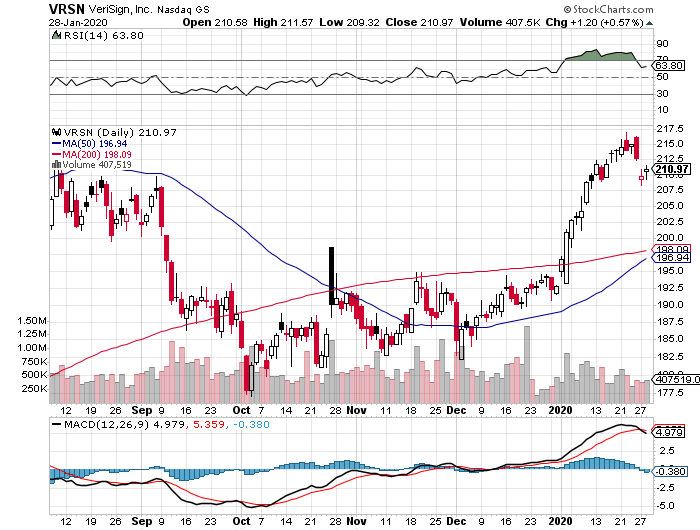 VRSN VeriSign, Inc. Nasdaq GS © StockCharts.com
28-Jan-2020 Open 210.58 High 211.57 Low 209.32 Close 210.97 Volume 407.5K Chg +1.20 (+0.57%)
RSI(14) 63.80
90
70
63.80
50
30
10
VRSN (Daily) 210.97
MA(50) 196.94
MA(200) 198.09
Volume 407,519
217.5
215.0
212.5
210.97
207.5
205.0
202.5
200.0
198.09
196.94
195.0
192.5
190.0
187.5
185.0
182.5
177.5
1.50M
1.25M
1.00M
750K
500K
250K
407519.0
12 19 26 Sep 9 16 23 Oct 7 14 21 28 Nov 11 18 25 Dec 9 16 23 2020 13 21 27
MACD(12,26,9) 4.979, 5.359, -0.380
4.979
2.5
-0.380
-2.5
-5.0
12 19 26 Sep 9 16 23 Oct 7 14 21 28 Nov 11 18 25 Dec 9 16 23 2020 13 21 27